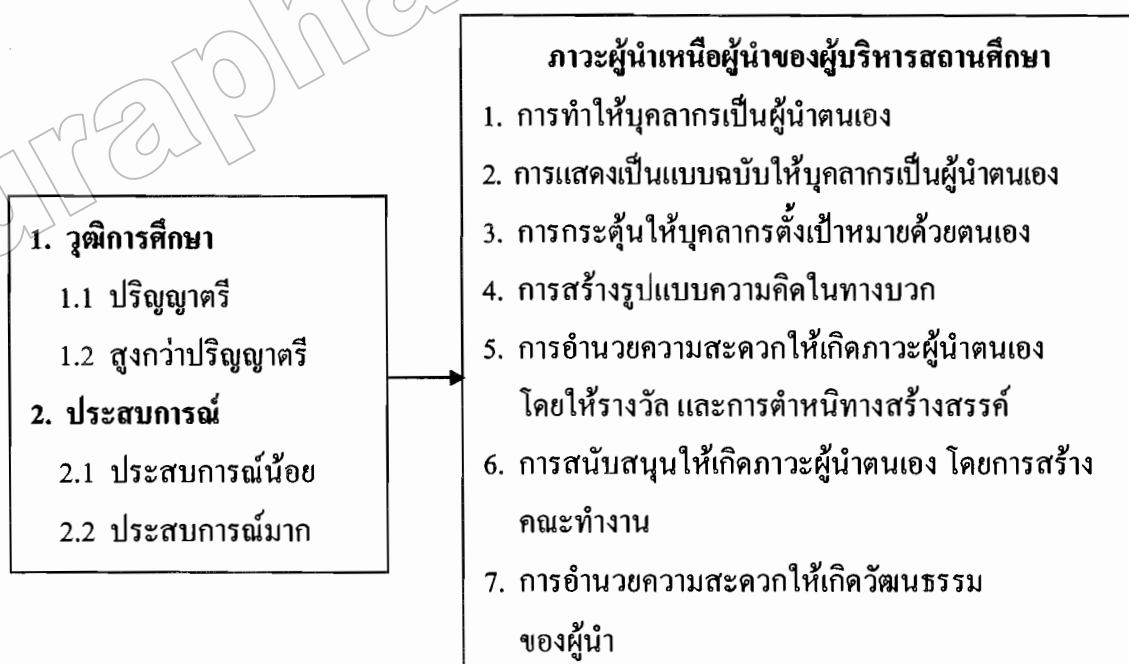 1. วุฒิการศึกษา
1.1 ปริญญาตรี
1.2 สูงกว่าปริญญาตรี
2. ประสบการณ์
2.1 ประสบการณ์น้อย
2.2 ประสบการณ์มาก
ภาวะผู้นำเหนือผู้นำของผู้บริหารสถานศึกษา
1. การทำให้บุคลากรเป็นผู้นำตนเอง
2. การแสดงเป็นแบบฉบับให้บุคลากรเป็นผู้นำตนเอง
3. การกระตุ้นให้บุคลากรตั้งเป้าหมายด้วยตนเอง
4. การสร้างรูปแบบความคิดในทางบวก
5. การอำนวยความสะดวกให้เกิดภาวะผู้นำตนเอง
โดยให้รางวัล และการตำหนิทางสร้างสรรค์
6. การสนับสนุนให้เกิดภาวะผู้นำตนเอง โดยการสร้าง
คณะทำงาน
7. การอำนวยความสะดวกให้เกิดวัฒนธรรม
ของผู้นำ